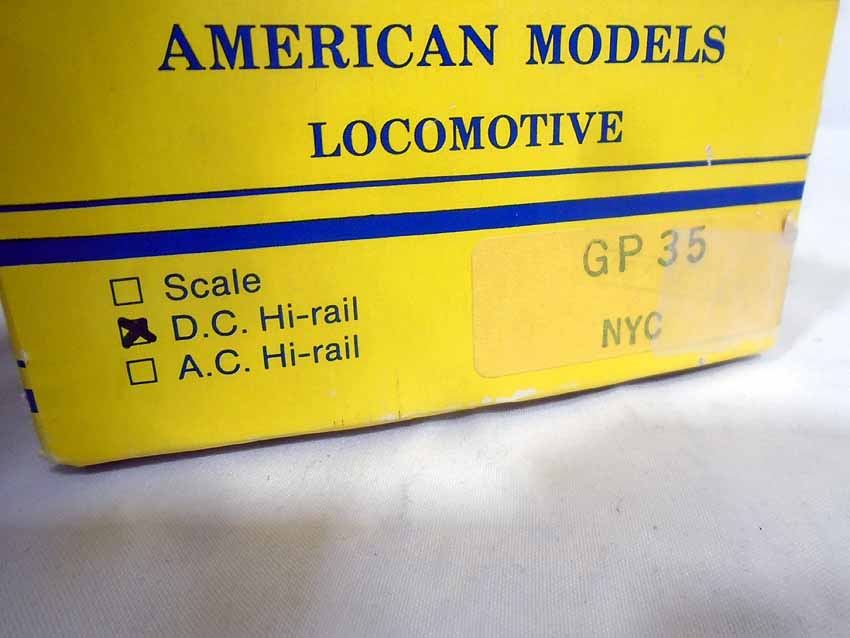 AMERICAN MODELS
LOCOMOTIVE
Scale
D.C. Hi-rail
A.C. Hi-rail
GP 35
NYC